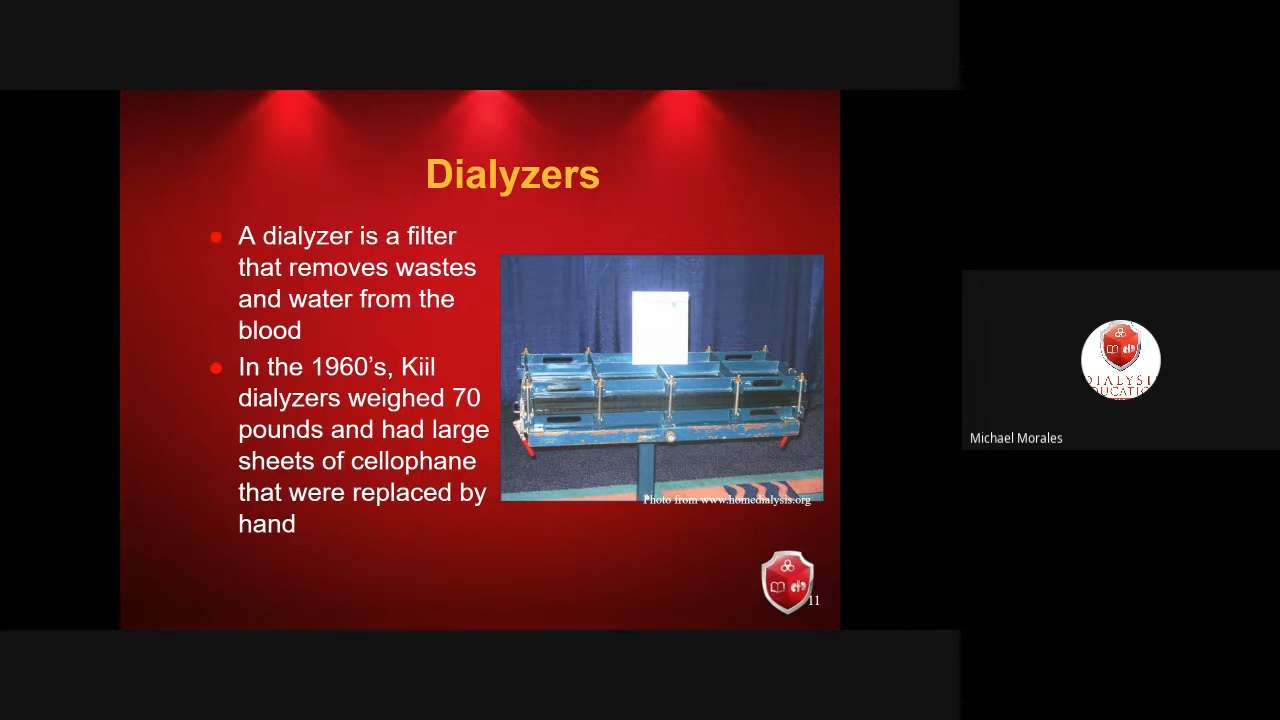 Dialyzers
A dialyzer is a filter
that removes wastes
and water from the
blood
In the 1960’s, Kiil
dialyzers weighed 70
pounds and had large
sheets of cellophane
that were replaced by
hand
Photo from www.homedialysis.org
11
DIALYSI
DUCATIO
Michael Morales